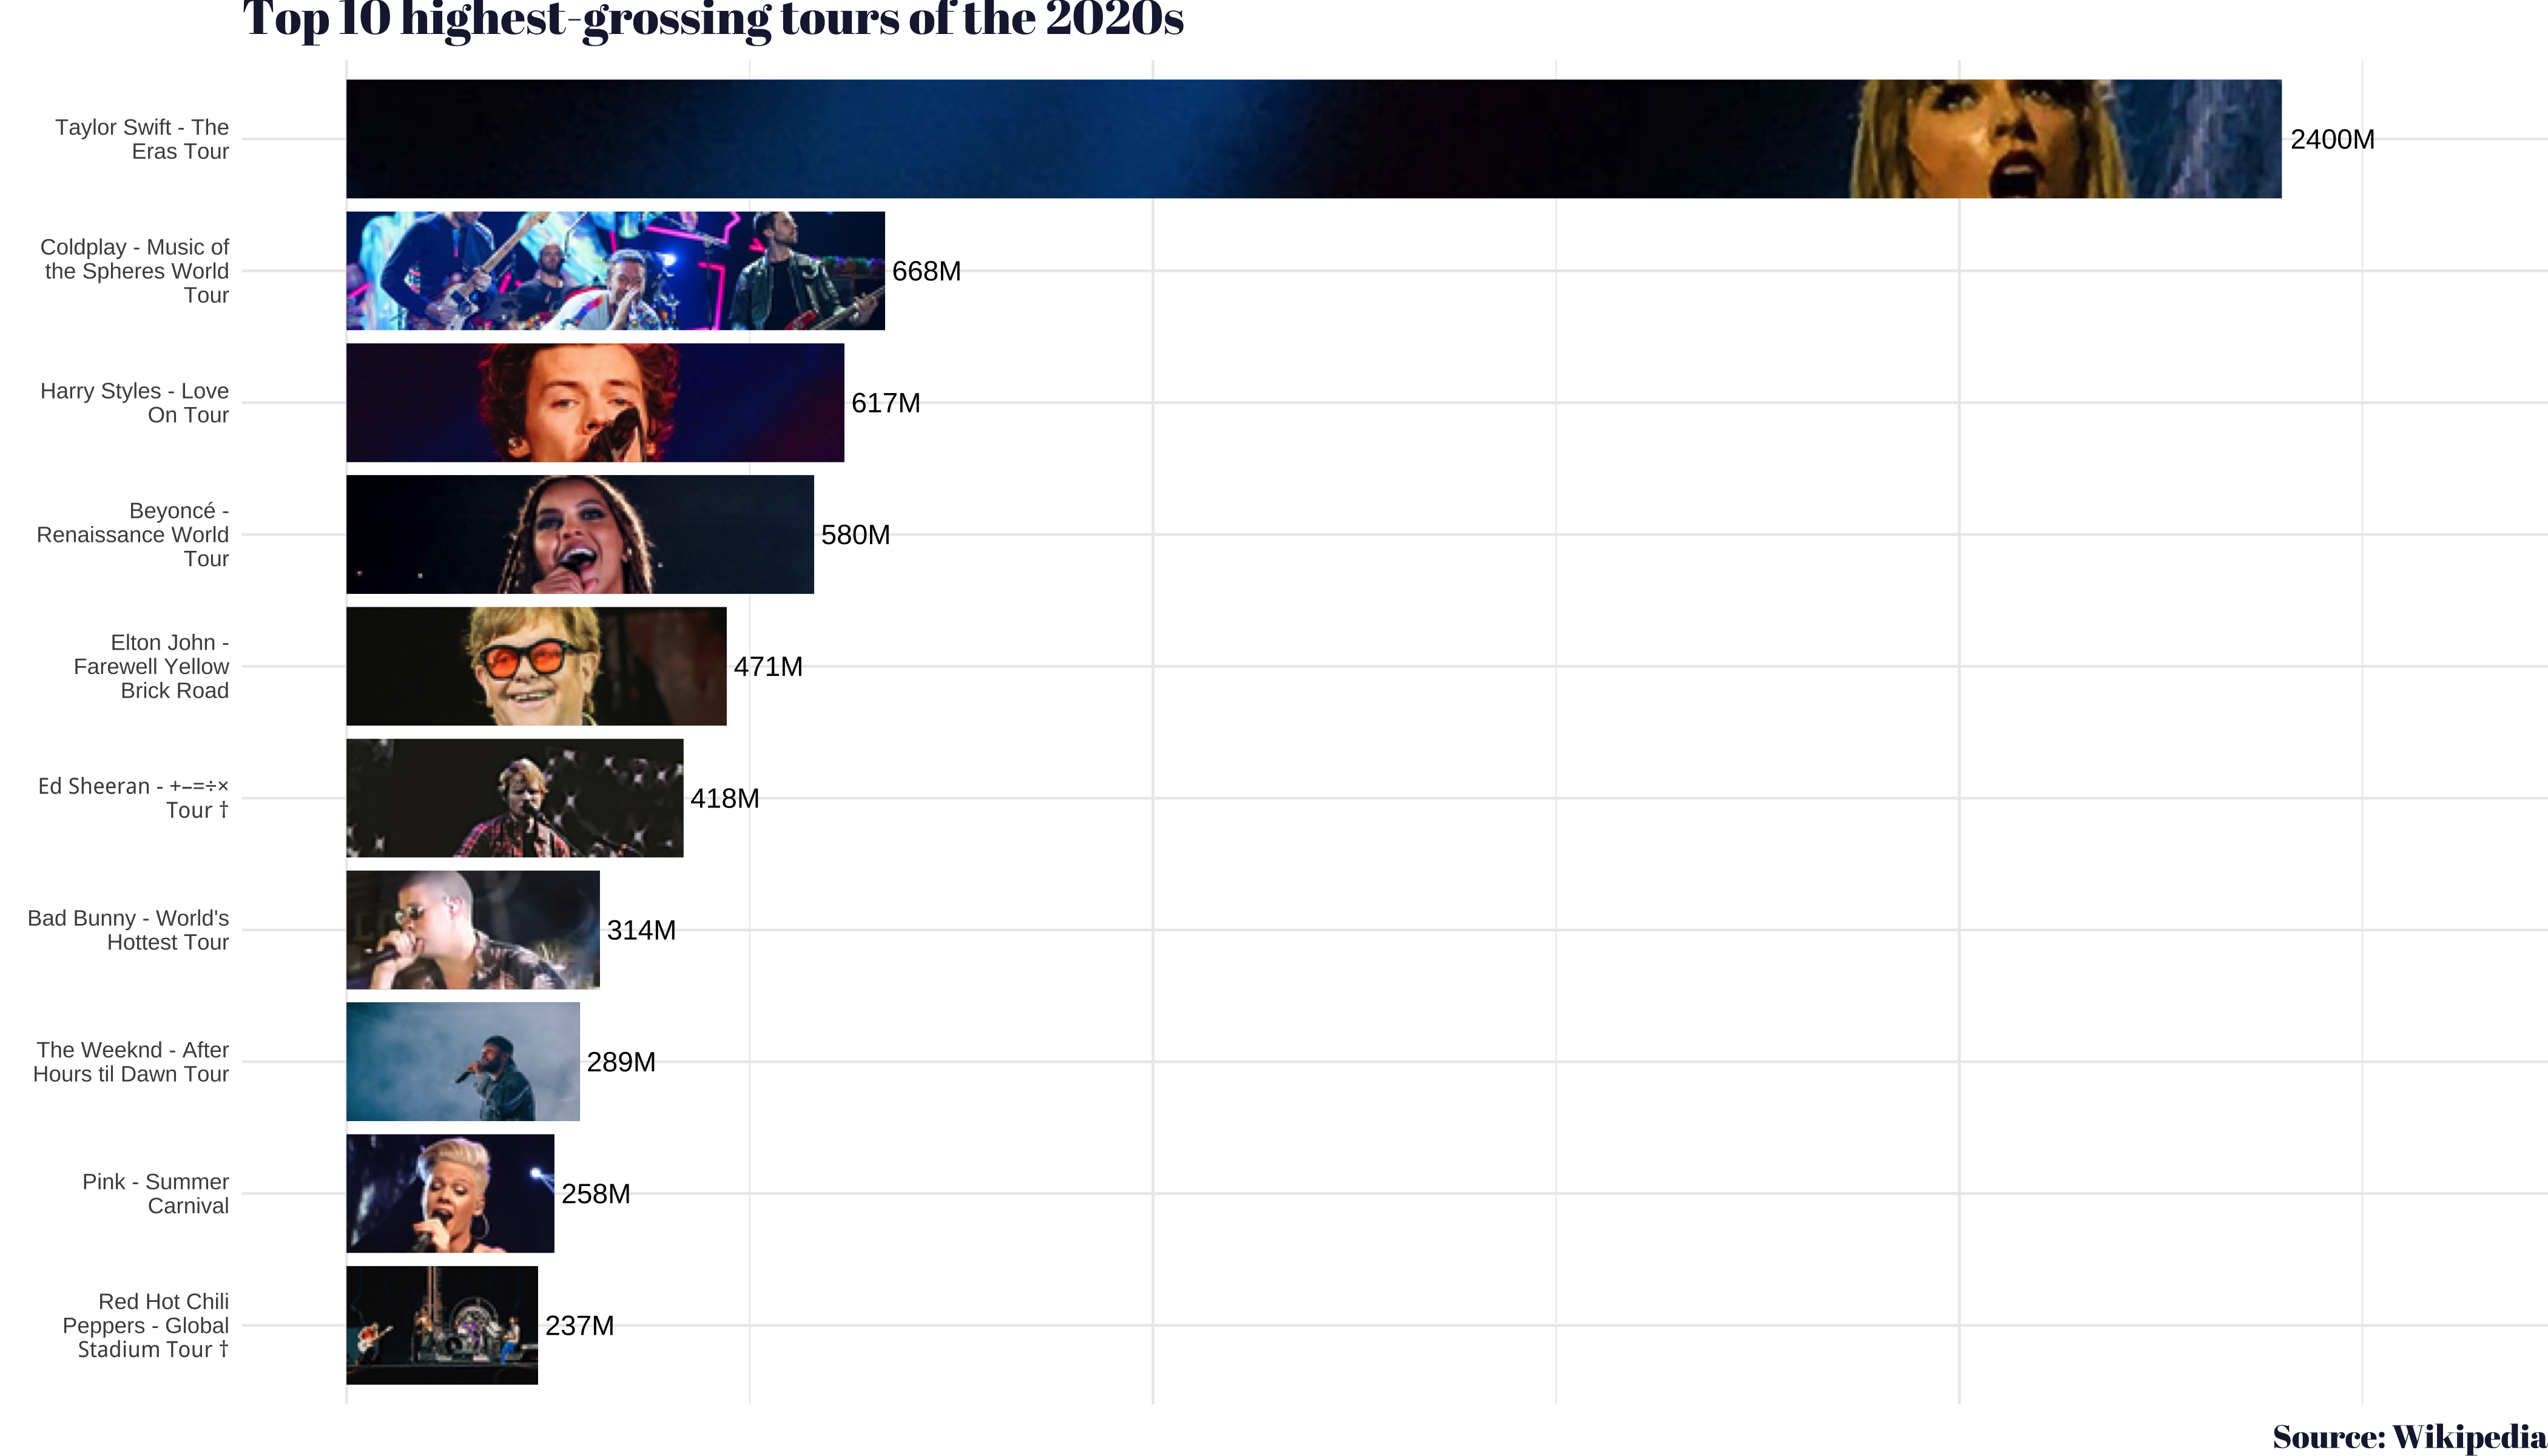 Top 10 highest-grossing tours of the 2020s
Taylor Swift - The
Eras Tour
2400M
Coldplay - Music of
the Spheres World
Tour
668M
Harry Styles - Love
On Tour
617M
Beyoncé -
Renaissance World
Tour
580M
Elton John -
Farewell Yellow
Brick Road
471M
Ed Sheeran - +–=÷×
Tour †
418M
Bad Bunny - World's
Hottest Tour
314M
The Weeknd - After
Hours til Dawn Tour
289M
Pink - Summer
Carnival
258M
Red Hot Chili
Peppers - Global
Stadium Tour †
237M
Source: Wikipedia